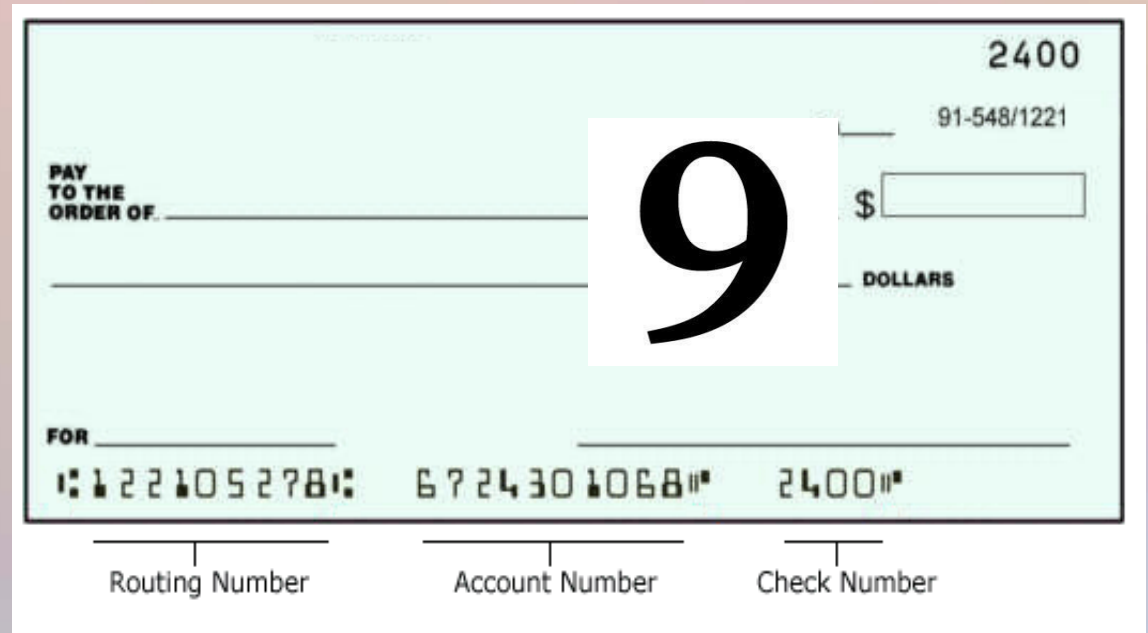 2400
91-548/1221
PAY
TO THE
ORDER OF
$
9
DOLLARS
FOR
⑆122105278⑆ 6724301068⑈ 2400⑈
Routing Number Account Number Check Number